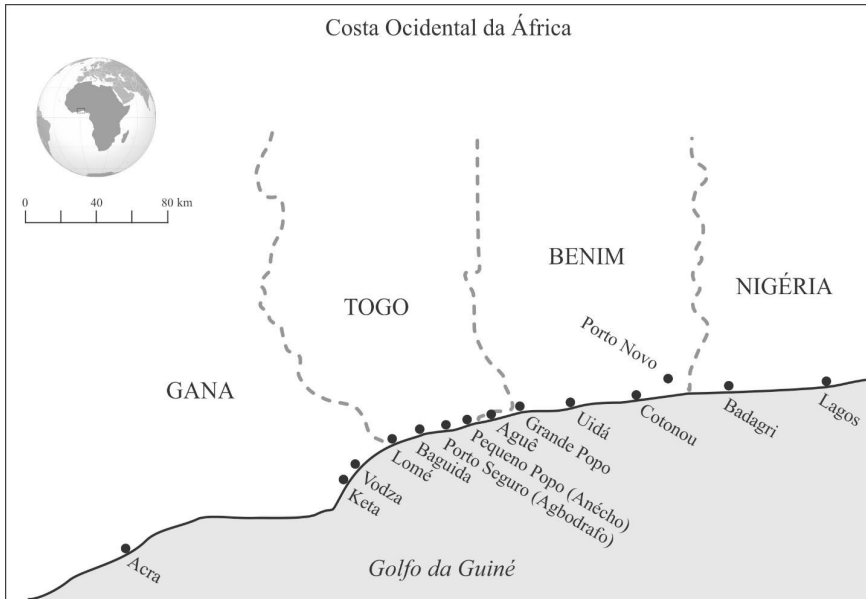 Costa Ocidental da África
0 40 80 km
BENIM
NIGÉRIA
TOGO
GANA
Porto Novo
Acra
Keta
Vodza
Lomé
Baguida
Porto Seguro (Agbodrafo)
Pequeno Popo (Anécho)
Aguê
Grande Popo
Uidá
Cotonou
Badagri
Lagos
Golfo da Guiné